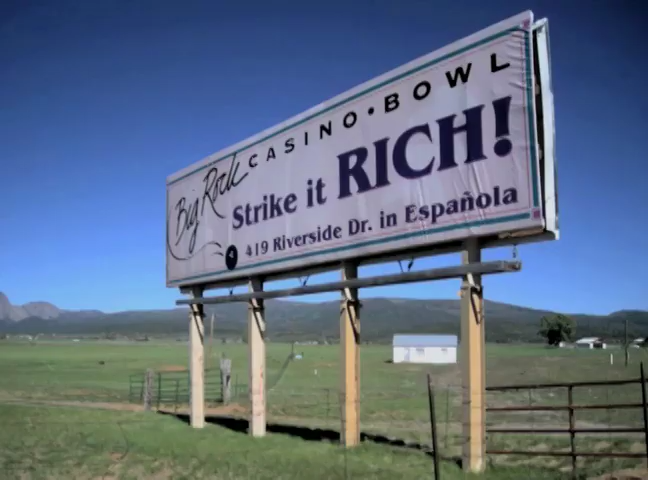 Big Rock CASINO • BOWL
Strike it RICH!
419 Riverside Dr. in Española